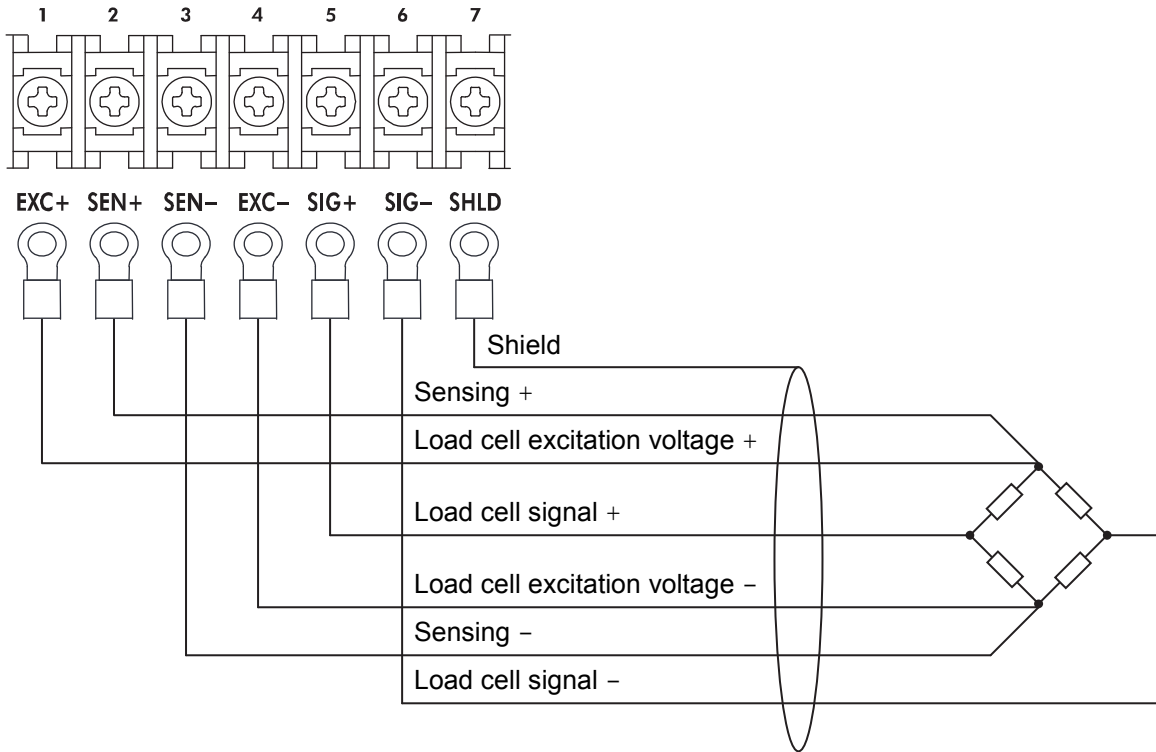 1 2 3 4 5 6 7
EXC+ SEN+ SEN− EXC− SIG+ SIG− SHLD
Shield
Sensing +
Load cell excitation voltage +
Load cell signal +
Load cell excitation voltage −
Sensing −
Load cell signal −